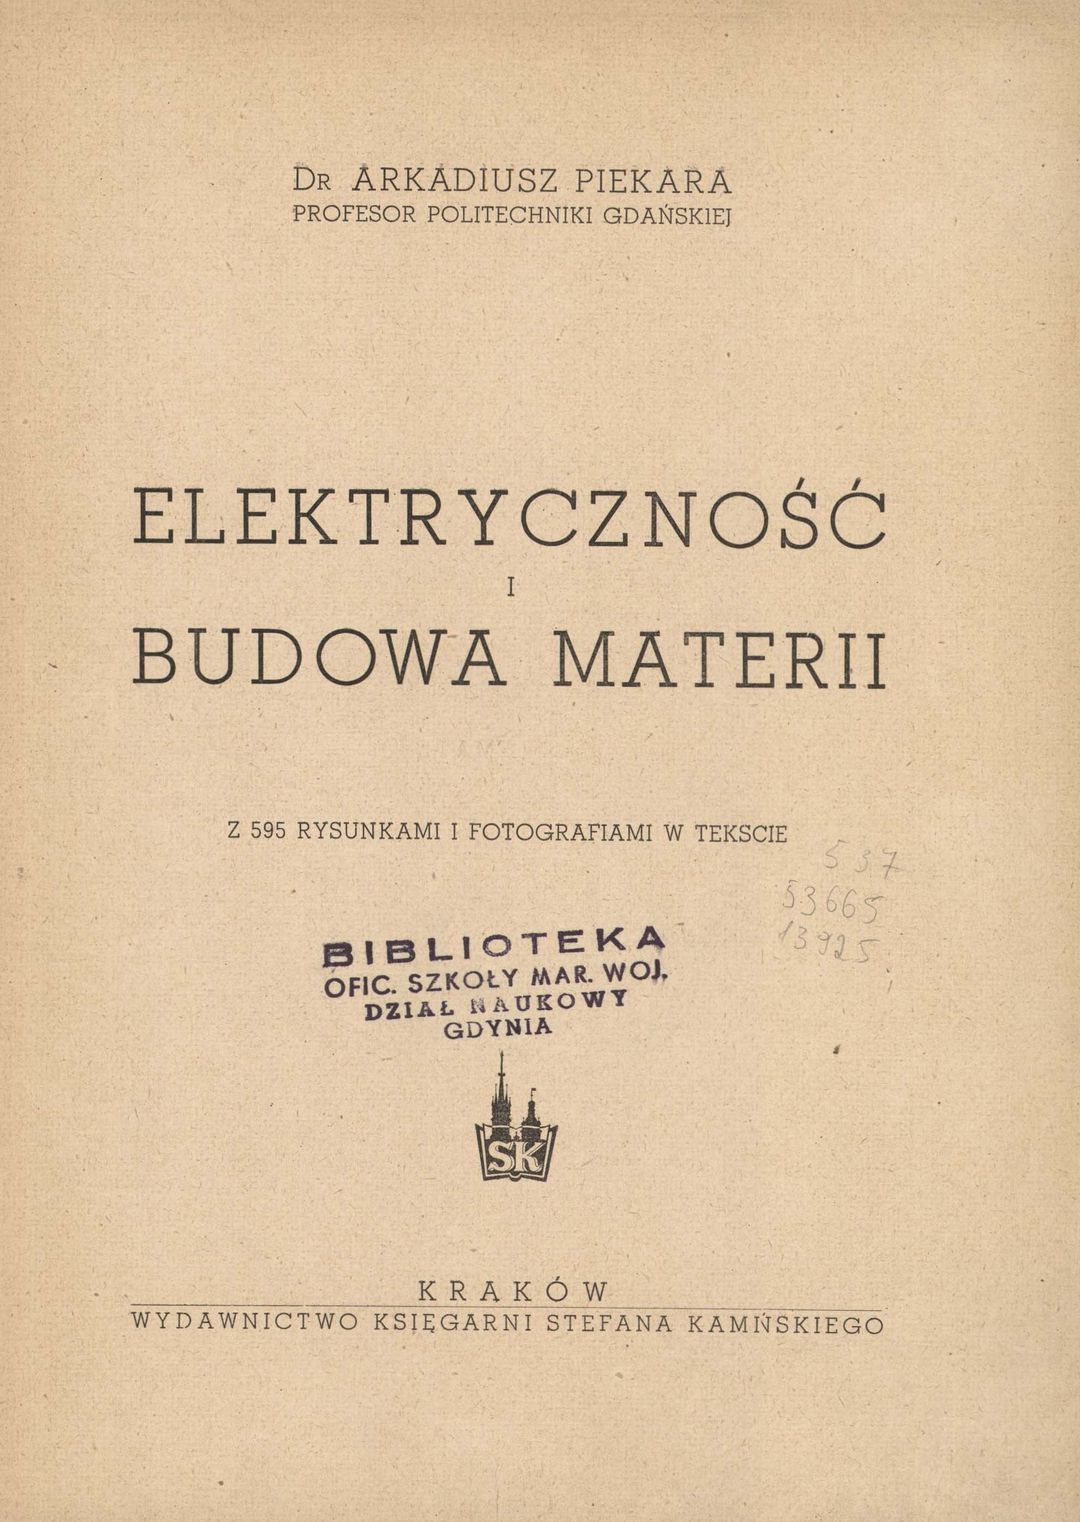 Dr ARKADIUSZ PIEKARA
PROFESOR POLITECHNIKI GDAŃSKIEJ
ELEKTRYCZNOŚĆ
I
BUDOWA MATERII
Z 595 RYSUNKAMI I FOTOGRAFIAMI W TEKSCIE
537
53665
13925
BIBLIOTEKA
OFIC. SZKOŁY MAR. WOJ.
DZIAŁ NAUKOWY
GDYNIA
SK
KRAKÓW
WYDAWNICTWO KSIĘGARNI STEFANA KAMIŃSKIEGO